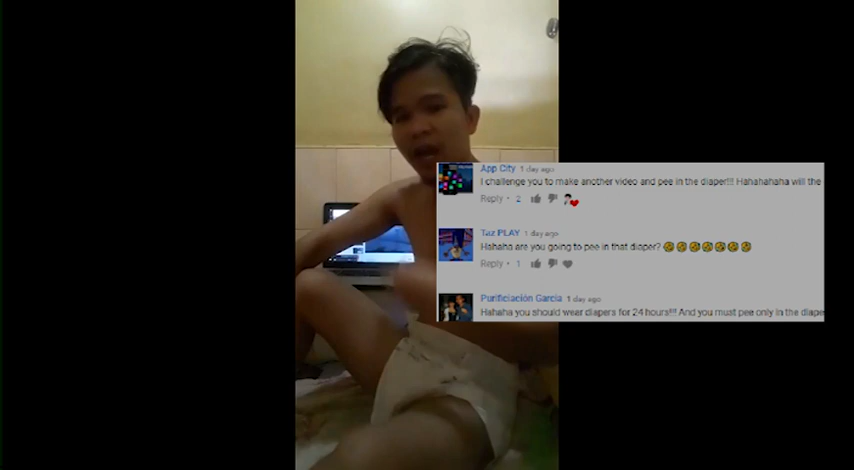 App City 1 day ago
I challenge you to make another video and pee in the diaper!!! Hahahahaha will the
Reply • 2
Taz PLAY 1 day ago
Hahaha are you going to pee in that diaper? 🤣🤣🤣🤣🤣🤣🤣
Reply • 1
Purificiación Garcia 1 day ago
Hahaha you should wear diapers for 24 hours!!! And you must pee only in the diape